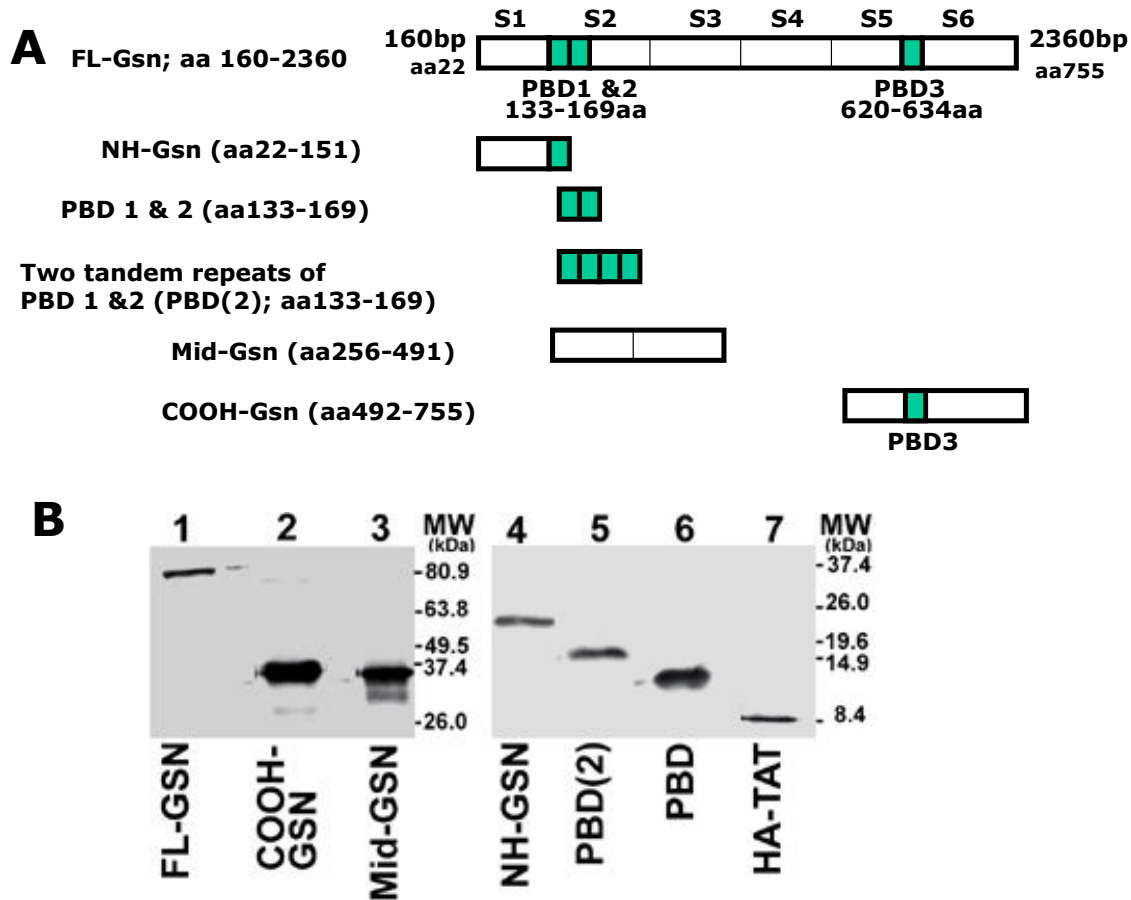 A
S1 S2 S3 S4 S5 S6
160bp
aa22
2360bp
aa755
FL-Gsn; aa 160-2360
PBD1 &2
133-169aa
PBD3
620-634aa
NH-Gsn (aa22-151)
PBD 1 & 2 (aa133-169)
Two tandem repeats of
PBD 1 &2 (PBD(2); aa133-169)
Mid-Gsn (aa256-491)
COOH-Gsn (aa492-755)
PBD3
B
1 2 3 MW
(kDa)
-80.9
-63.8
-49.5
-37.4
-26.0
FL-GSN
COOH-
GSN
Mid-GSN
4 5 6 7 MW
(kDa)
-37.4
-26.0
-19.6
-14.9
- 8.4
NH-GSN
PBD(2)
PBD
HA-TAT